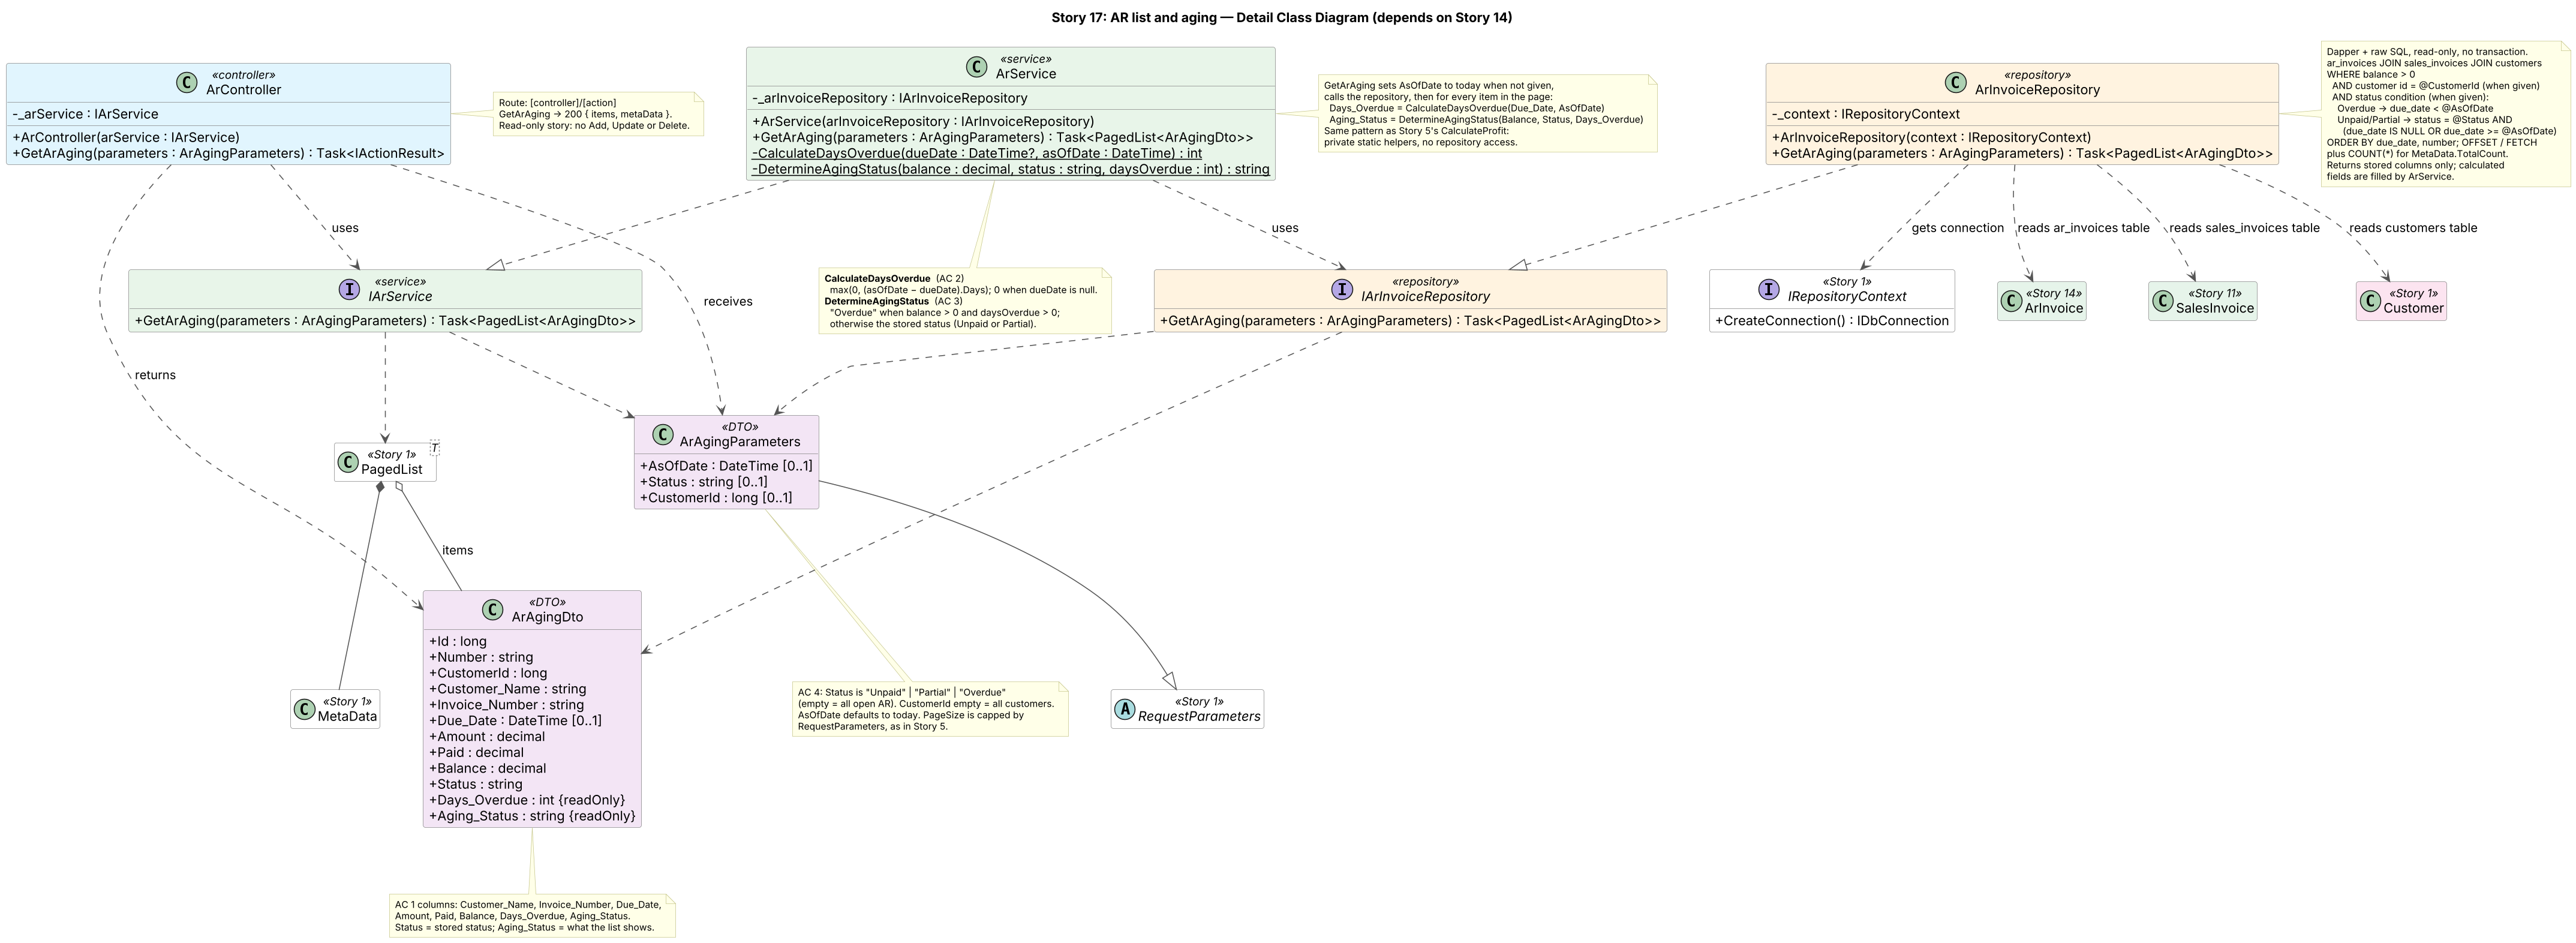 Story 17: AR list and aging — Detail Class Diagram (depends on Story 14)
C
«controller»
ArController
-_arService : IArService
+ArController(arService : IArService)
+GetArAging(parameters : ArAgingParameters) : Task<IActionResult>
Route: [controller]/[action]
GetArAging → 200 { items, metaData }.
Read-only story: no Add, Update or Delete.
C
«service»
ArService
-_arInvoiceRepository : IArInvoiceRepository
+ArService(arInvoiceRepository : IArInvoiceRepository)
+GetArAging(parameters : ArAgingParameters) : Task<PagedList<ArAgingDto>>
-CalculateDaysOverdue(dueDate : DateTime?, asOfDate : DateTime) : int
-DetermineAgingStatus(balance : decimal, status : string, daysOverdue : int) : string
GetArAging sets AsOfDate to today when not given,
calls the repository, then for every item in the page:
Days_Overdue = CalculateDaysOverdue(Due_Date, AsOfDate)
Aging_Status = DetermineAgingStatus(Balance, Status, Days_Overdue)
Same pattern as Story 5's CalculateProfit:
private static helpers, no repository access.
C
«repository»
ArInvoiceRepository
-_context : IRepositoryContext
+ArInvoiceRepository(context : IRepositoryContext)
+GetArAging(parameters : ArAgingParameters) : Task<PagedList<ArAgingDto>>
Dapper + raw SQL, read-only, no transaction.
ar_invoices JOIN sales_invoices JOIN customers
WHERE balance > 0
AND customer id = @CustomerId (when given)
AND status condition (when given):
Overdue → due_date < @AsOfDate
Unpaid/Partial → status = @Status AND
(due_date IS NULL OR due_date >= @AsOfDate)
ORDER BY due_date, number; OFFSET / FETCH
plus COUNT(*) for MetaData.TotalCount.
Returns stored columns only; calculated
fields are filled by ArService.
uses
uses
gets connection
reads ar_invoices table
reads sales_invoices table
reads customers table
I
«service»
IArService
+GetArAging(parameters : ArAgingParameters) : Task<PagedList<ArAgingDto>>
receives
CalculateDaysOverdue (AC 2)
max(0, (asOfDate − dueDate).Days); 0 when dueDate is null.
DetermineAgingStatus (AC 3)
"Overdue" when balance > 0 and daysOverdue > 0;
otherwise the stored status (Unpaid or Partial).
I
«repository»
IArInvoiceRepository
+GetArAging(parameters : ArAgingParameters) : Task<PagedList<ArAgingDto>>
I
«Story 1»
IRepositoryContext
+CreateConnection() : IDbConnection
C
«Story 14»
ArInvoice
C
«Story 11»
SalesInvoice
C
«Story 1»
Customer
returns
C
«Story 1»
PagedList
T
C
«DTO»
ArAgingParameters
+AsOfDate : DateTime [0..1]
+Status : string [0..1]
+CustomerId : long [0..1]
items
C
«DTO»
ArAgingDto
+Id : long
+Number : string
+CustomerId : long
+Customer_Name : string
+Invoice_Number : string
+Due_Date : DateTime [0..1]
+Amount : decimal
+Paid : decimal
+Balance : decimal
+Status : string
+Days_Overdue : int {readOnly}
+Aging_Status : string {readOnly}
C
«Story 1»
MetaData
AC 4: Status is "Unpaid" | "Partial" | "Overdue"
(empty = all open AR). CustomerId empty = all customers.
AsOfDate defaults to today. PageSize is capped by
RequestParameters, as in Story 5.
A
«Story 1»
RequestParameters
AC 1 columns: Customer_Name, Invoice_Number, Due_Date,
Amount, Paid, Balance, Days_Overdue, Aging_Status.
Status = stored status; Aging_Status = what the list shows.